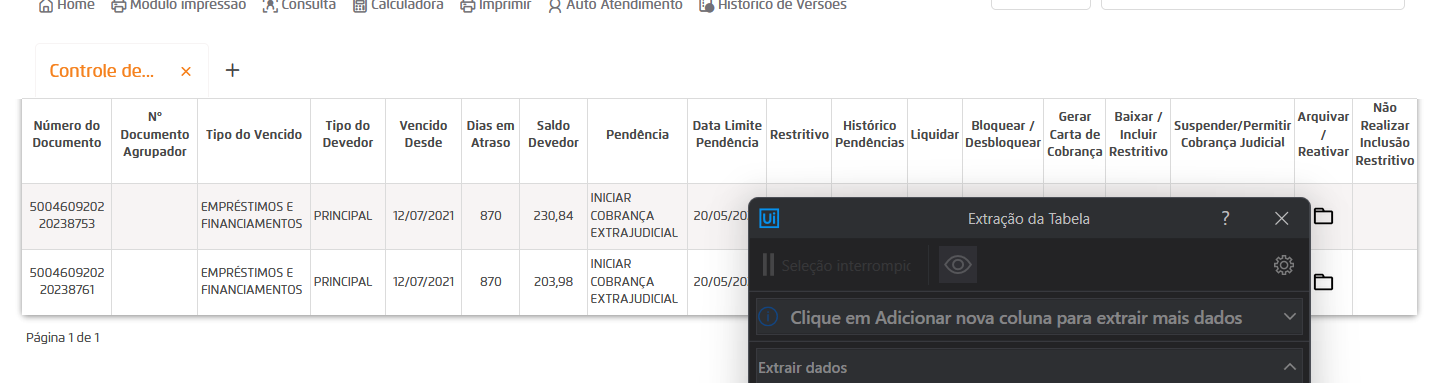 Home Módulo impressão Consulta Calculadora Imprimir Auto Atendimento Histórico de Versões
Controle de... × +
Número do Documento
N° Documento Agrupador
Tipo do Vencido
Tipo do Devedor
Vencido Desde
Dias em Atraso
Saldo Devedor
Pendência
Data Limite Pendência
Restritivo
Histórico Pendências
Liquidar
Bloquear / Desbloquear
Gerar Carta de Cobrança
Baixar / Incluir Restritivo
Suspender/Permitir Cobrança Judicial
Arquivar / Reativar
Não Realizar Inclusão Restritivo
5004609202
20238753
EMPRÉSTIMOS E
FINANCIAMENTOS
PRINCIPAL
12/07/2021
870
230,84
INICIAR
COBRANÇA
EXTRAJUDICIAL
20/05/20
5004609202
20238761
EMPRÉSTIMOS E
FINANCIAMENTOS
PRINCIPAL
12/07/2021
870
203,98
INICIAR
COBRANÇA
EXTRAJUDICIAL
20/05/20
Página 1 de 1
Ui Extração da Tabela ? ×
Seleção interrompic
Clique em Adicionar nova coluna para extrair mais dados
Extrair dados